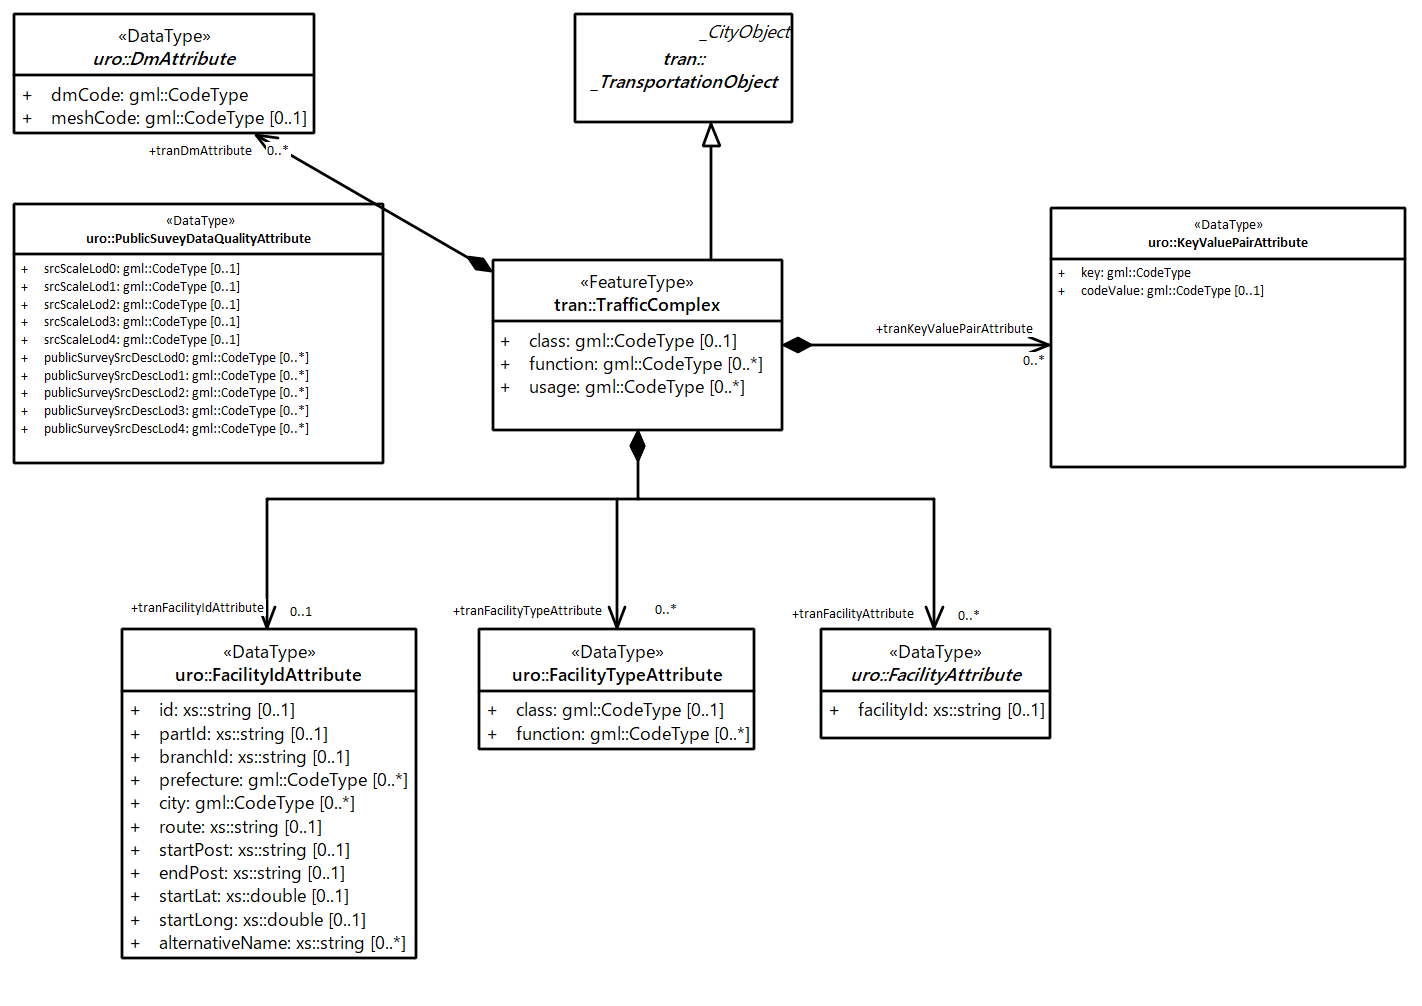 «DataType»
uro::DmAttribute
+ dmCode: gml::CodeType
+ meshCode: gml::CodeType [0..1]
+tranDmAttribute 0..*
_CityObject
tran::
_TransportationObject
«DataType»
uro::PublicSuveyDataQualityAttribute
+ srcScaleLod0: gml::CodeType [0..1]
+ srcScaleLod1: gml::CodeType [0..1]
+ srcScaleLod2: gml::CodeType [0..1]
+ srcScaleLod3: gml::CodeType [0..1]
+ srcScaleLod4: gml::CodeType [0..1]
+ publicSurveySrcDescLod0: gml::CodeType [0..*]
+ publicSurveySrcDescLod1: gml::CodeType [0..*]
+ publicSurveySrcDescLod2: gml::CodeType [0..*]
+ publicSurveySrcDescLod3: gml::CodeType [0..*]
+ publicSurveySrcDescLod4: gml::CodeType [0..*]
«FeatureType»
tran::TrafficComplex
+ class: gml::CodeType [0..1]
+ function: gml::CodeType [0..*]
+ usage: gml::CodeType [0..*]
+tranKeyValuePairAttribute
0..*
«DataType»
uro::KeyValuePairAttribute
+ key: gml::CodeType
+ codeValue: gml::CodeType [0..1]
+tranFacilityIdAttribute 0..1
«DataType»
uro::FacilityIdAttribute
+ id: xs::string [0..1]
+ partId: xs::string [0..1]
+ branchId: xs::string [0..1]
+ prefecture: gml::CodeType [0..*]
+ city: gml::CodeType [0..*]
+ route: xs::string [0..1]
+ startPost: xs::string [0..1]
+ endPost: xs::string [0..1]
+ startLat: xs::double [0..1]
+ startLong: xs::double [0..1]
+ alternativeName: xs::string [0..*]
+tranFacilityTypeAttribute 0..*
«DataType»
uro::FacilityTypeAttribute
+ class: gml::CodeType [0..1]
+ function: gml::CodeType [0..*]
+tranFacilityAttribute 0..*
«DataType»
uro::FacilityAttribute
+ facilityId: xs::string [0..1]